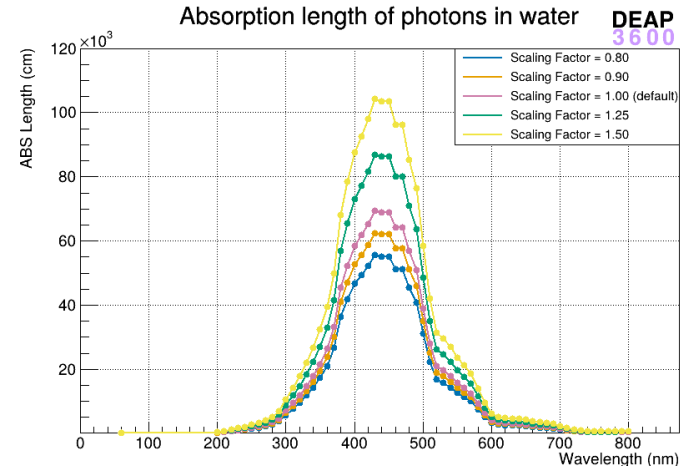 Absorption length of photons in water
DEAP
3600
×10³
120
100
80
60
40
20
ABS Length (cm)
Scaling Factor = 0.80
Scaling Factor = 0.90
Scaling Factor = 1.00 (default)
Scaling Factor = 1.25
Scaling Factor = 1.50
0 100 200 300 400 500 600 700 800
Wavelength (nm)